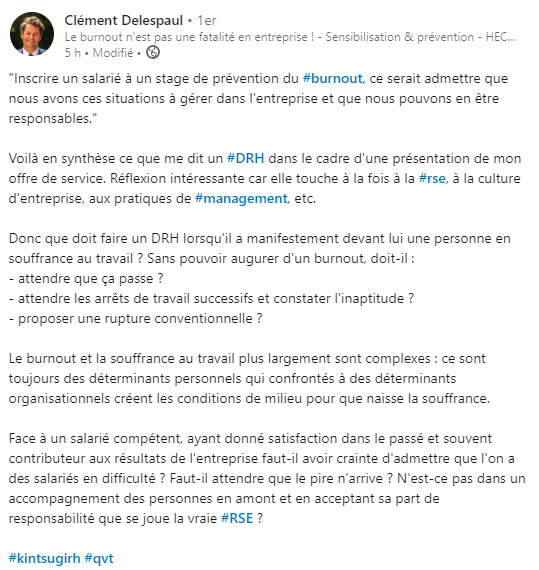 Clément Delespaul • 1er
Le burnout n'est pas une fatalité en entreprise ! - Sensibilisation & prévention - HEC...
5 h • Modifié •
"Inscrire un salarié à un stage de prévention du #burnout, ce serait admettre que
nous avons ces situations à gérer dans l'entreprise et que nous pouvons en être
responsables."
Voilà en synthèse ce que me dit un #DRH dans le cadre d'une présentation de mon
offre de service. Réflexion intéressante car elle touche à la fois à la #rse, à la culture
d'entreprise, aux pratiques de #management, etc.
Donc que doit faire un DRH lorsqu'il a manifestement devant lui une personne en
souffrance au travail ? Sans pouvoir augurer d'un burnout, doit-il :
- attendre que ça passe ?
- attendre les arrêts de travail successifs et constater l'inaptitude ?
- proposer une rupture conventionnelle ?
Le burnout et la souffrance au travail plus largement sont complexes : ce sont
toujours des déterminants personnels qui confrontés à des déterminants
organisationnels créent les conditions de milieu pour que naisse la souffrance.
Face à un salarié compétent, ayant donné satisfaction dans le passé et souvent
contributeur aux résultats de l'entreprise faut-il avoir crainte d'admettre que l'on a
des salariés en difficulté ? Faut-il attendre que le pire n'arrive ? N'est-ce pas dans un
accompagnement des personnes en amont et en acceptant sa part de
responsabilité que se joue la vraie #RSE ?
#kintsugirh #qvt